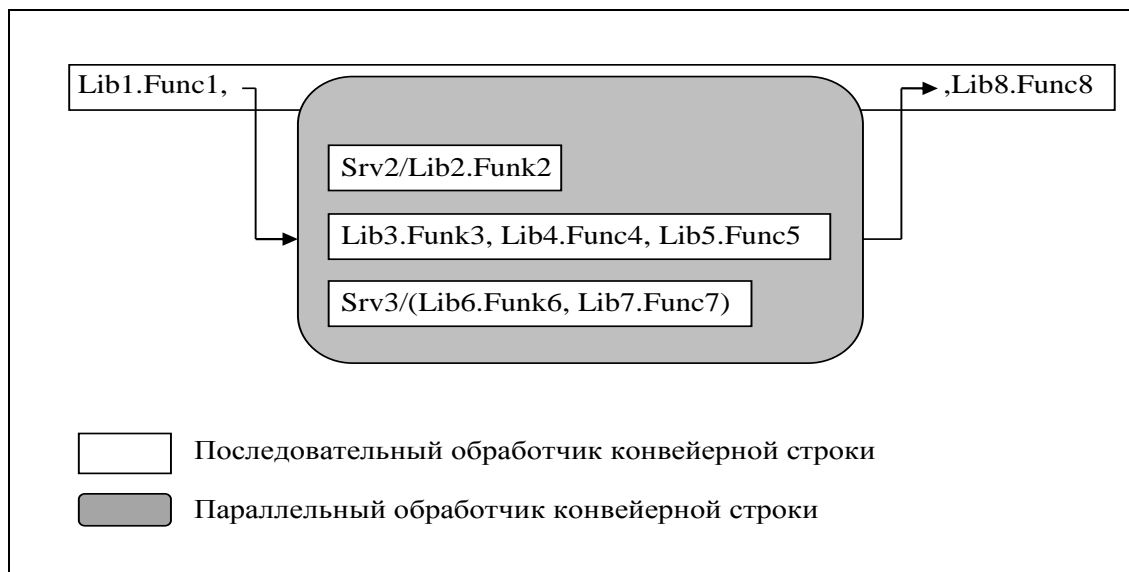 Lib1.Func1,
,Lib8.Func8
Srv2/Lib2.Funk2
Lib3.Funk3, Lib4.Func4, Lib5.Func5
Srv3/(Lib6.Funk6, Lib7.Func7)
Последовательный обработчик конвейерной строки
Параллельный обработчик конвейерной строки